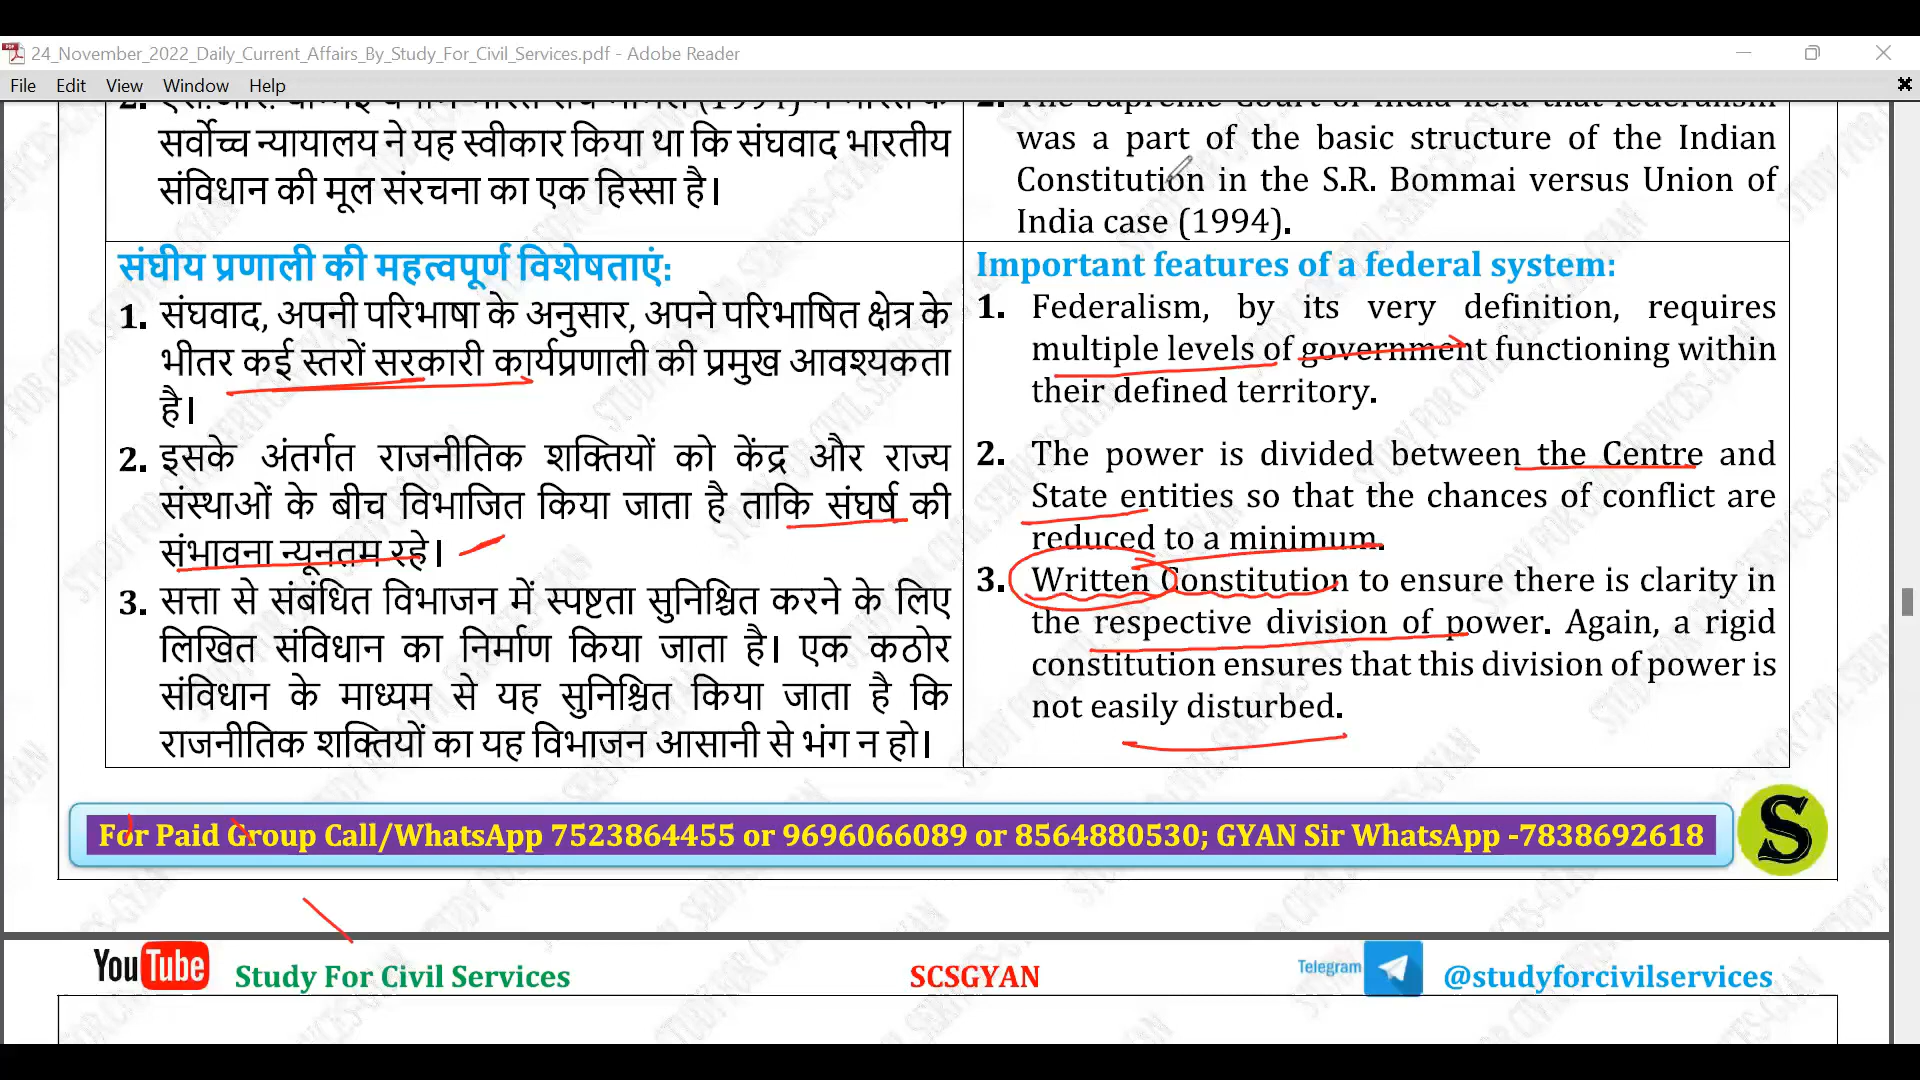 24_November_2022_Daily_Current_Affairs_By_Study_For_Civil_Services.pdf - Adobe Reader
File Edit View Window Help
सर्वोच्च न्यायालय ने यह स्वीकार किया था कि संघवाद भारतीय
संविधान की मूल संरचना का एक हिस्सा है।
2. The Supreme Court of India held that federalism
was a part of the basic structure of the Indian
Constitution in the S.R. Bommai versus Union of
India case (1994).
संघीय प्रणाली की महत्वपूर्ण विशेषताएं:
1. संघवाद, अपनी परिभाषा के अनुसार, अपने परिभाषित क्षेत्र के
भीतर कई स्तरों सरकारी कार्यप्रणाली की प्रमुख आवश्यकता
है।
2. इसके अंतर्गत राजनीतिक शक्तियों को केंद्र और राज्य
संस्थाओं के बीच विभाजित किया जाता है ताकि संघर्ष की
संभावना न्यूनतम रहे।
3. सत्ता से संबंधित विभाजन में स्पष्टता सुनिश्चित करने के लिए
लिखित संविधान का निर्माण किया जाता है। एक कठोर
संविधान के माध्यम से यह सुनिश्चित किया जाता है कि
राजनीतिक शक्तियों का यह विभाजन आसानी से भंग न हो।
Important features of a federal system:
1. Federalism, by its very definition, requires
multiple levels of government functioning within
their defined territory.
2. The power is divided between the Centre and
State entities so that the chances of conflict are
reduced to a minimum.
3. Written Constitution to ensure there is clarity in
the respective division of power. Again, a rigid
constitution ensures that this division of power is
not easily disturbed.
For Paid Group Call/WhatsApp 7523864455 or 9696066089 or 8564880530; GYAN Sir WhatsApp -7838692618
S
YouTube Study For Civil Services SCSGYAN Telegram @studyforcivilservices